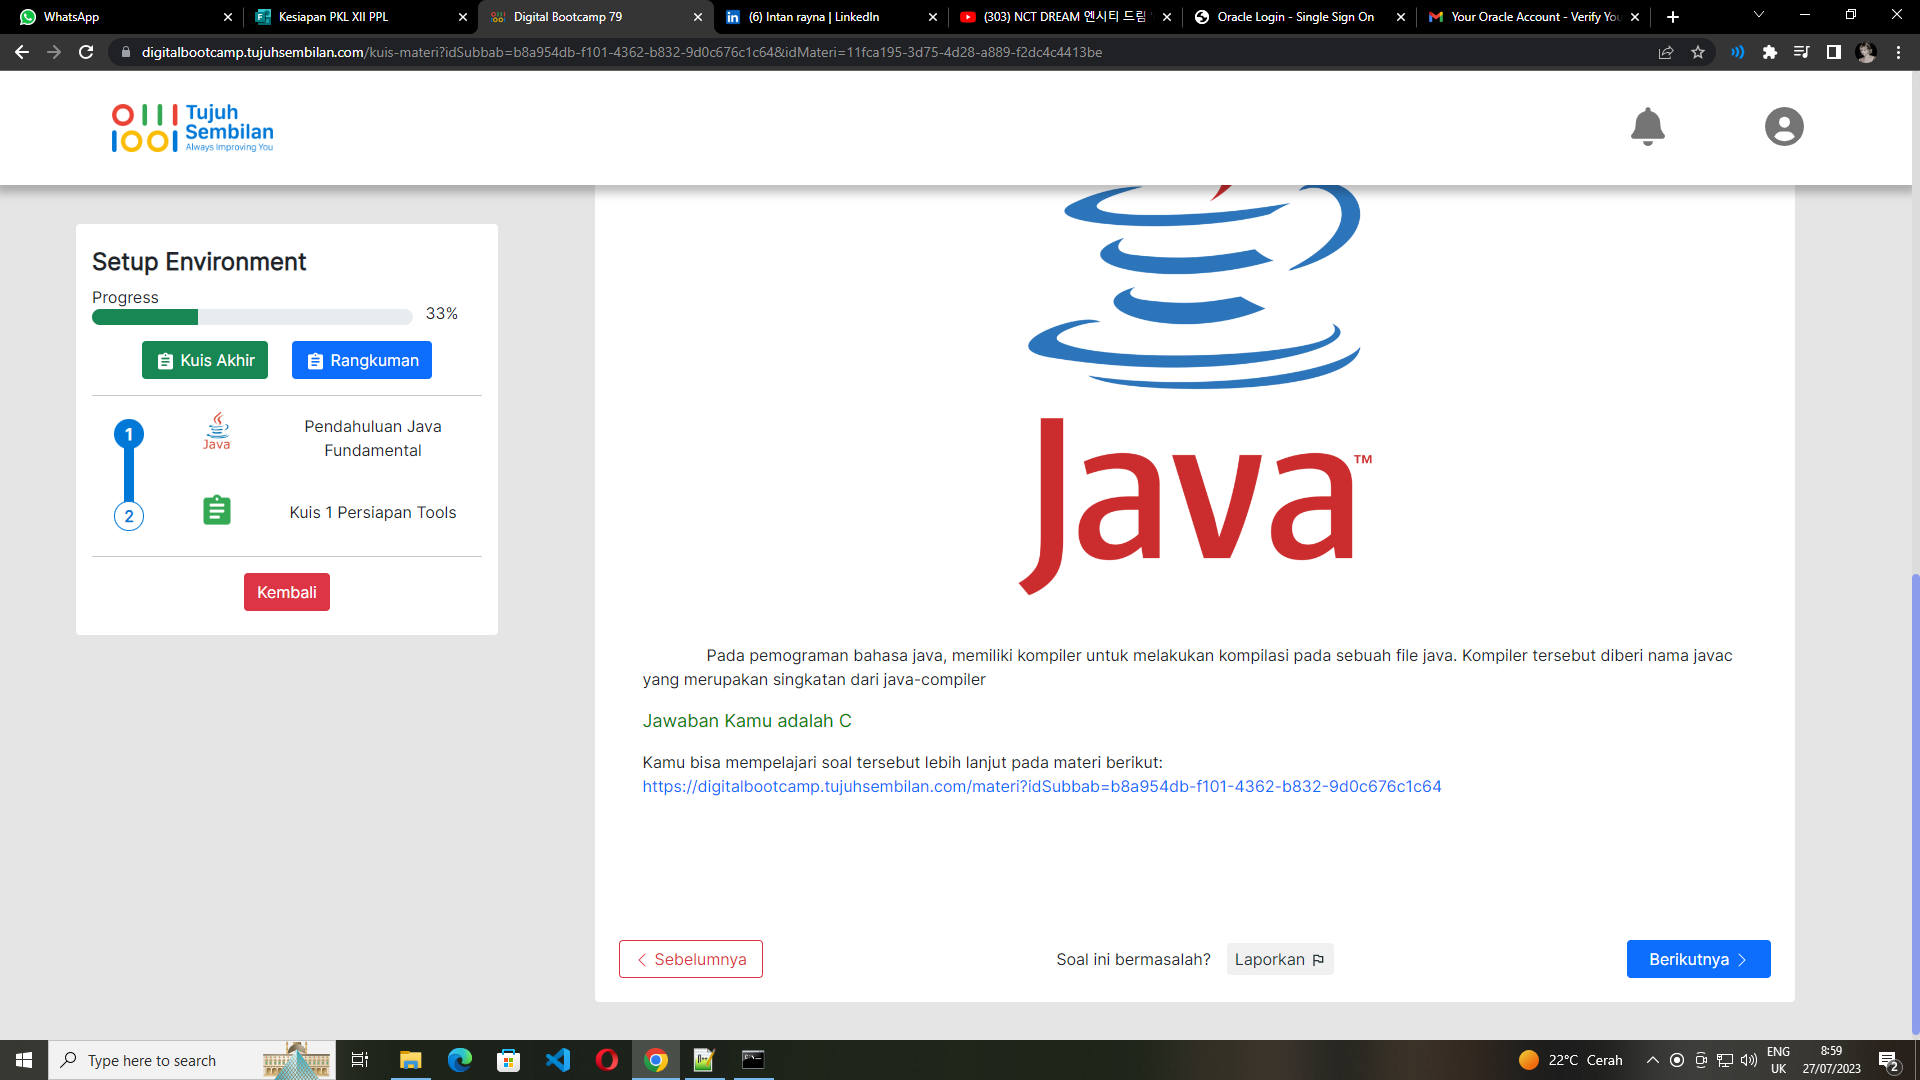 WhatsApp
Kesiapan PKL XII PPL
Digital Bootcamp 79
(6) Intan rayna | LinkedIn
(303) NCT DREAM 엔시티 드림
Oracle Login - Single Sign On
Your Oracle Account - Verify You
digitalbootcamp.tujuhsembilan.com/kuis-materi?idSubbab=b8a954db-f101-4362-b832-9d0c676c1c64&idMateri=11fca195-3d75-4d28-a889-f2dc4c4413be
Tujuh
Sembilan
Always Improving You
Setup Environment
Progress
33%
Kuis Akhir
Rangkuman
1
Java
Pendahuluan Java
Fundamental
2
Kuis 1 Persiapan Tools
Kembali
Java™
Pada pemograman bahasa java, memiliki kompiler untuk melakukan kompilasi pada sebuah file java. Kompiler tersebut diberi nama javac
yang merupakan singkatan dari java-compiler
Jawaban Kamu adalah C
Kamu bisa mempelajari soal tersebut lebih lanjut pada materi berikut:
https://digitalbootcamp.tujuhsembilan.com/materi?idSubbab=b8a954db-f101-4362-b832-9d0c676c1c64
Sebelumnya
Soal ini bermasalah?
Laporkan
Berikutnya
Type here to search
22°C Cerah
ENG
UK
8:59
27/07/2023
2